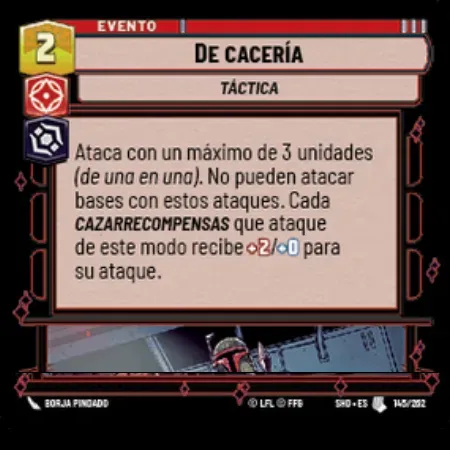 EVENTO
2
DE CACERÍA
TÁCTICA
Ataca con un máximo de 3 unidades
(de una en una). No pueden atacar
bases con estos ataques. Cada
CAZARRECOMPENSAS que ataque
de este modo recibe +2/+0 para
su ataque.
BORJA PINDADO © LFL © FFG SHD • ES 145/262